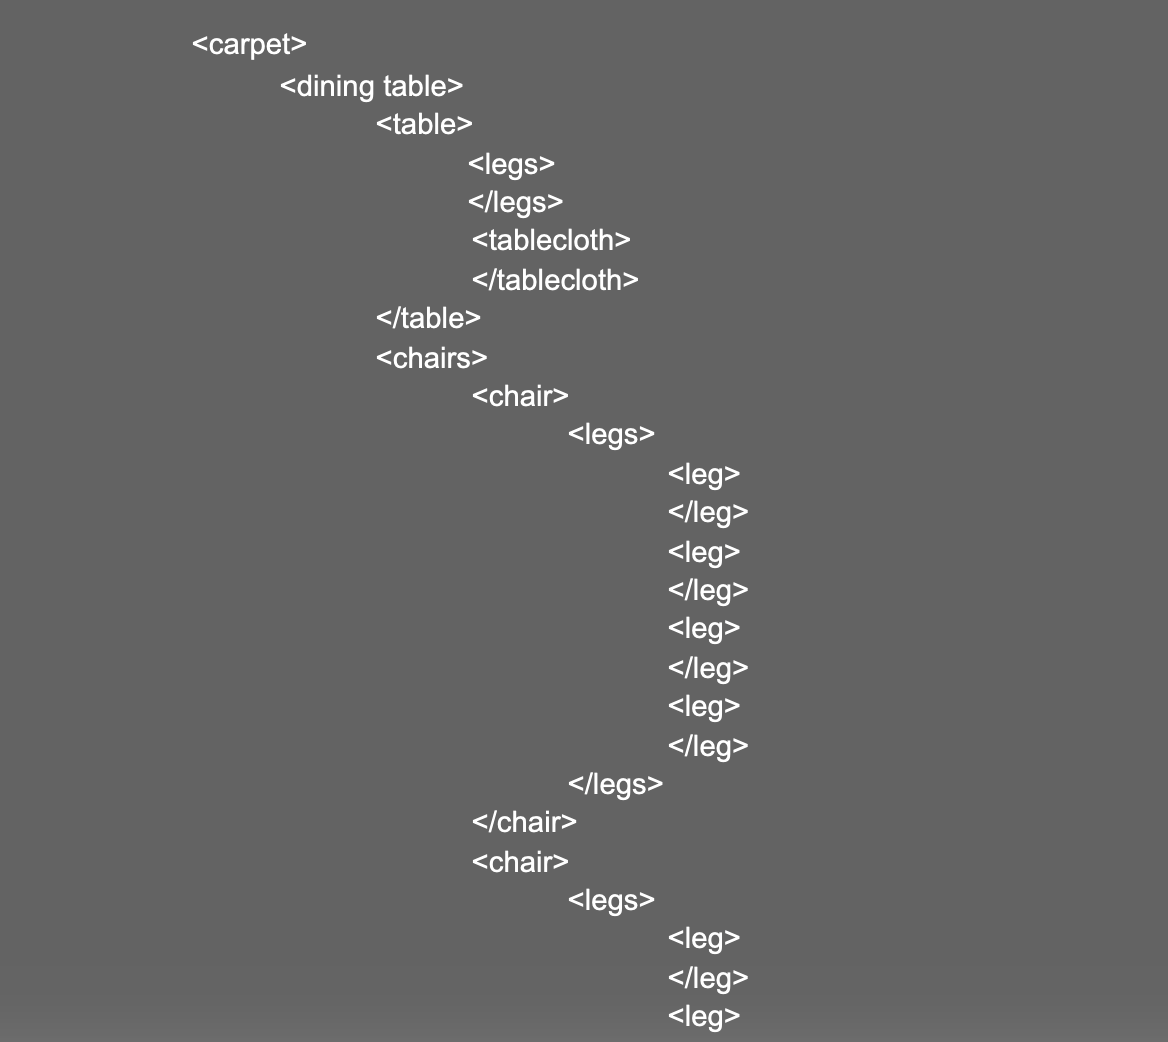 <carpet>
<dining table>
<table>
<legs>
</legs>
<tablecloth>
</tablecloth>
</table>
<chairs>
<chair>
<legs>
<leg>
</leg>
<leg>
</leg>
<leg>
</leg>
<leg>
</leg>
</legs>
</chair>
<chair>
<legs>
<leg>
</leg>
<leg>